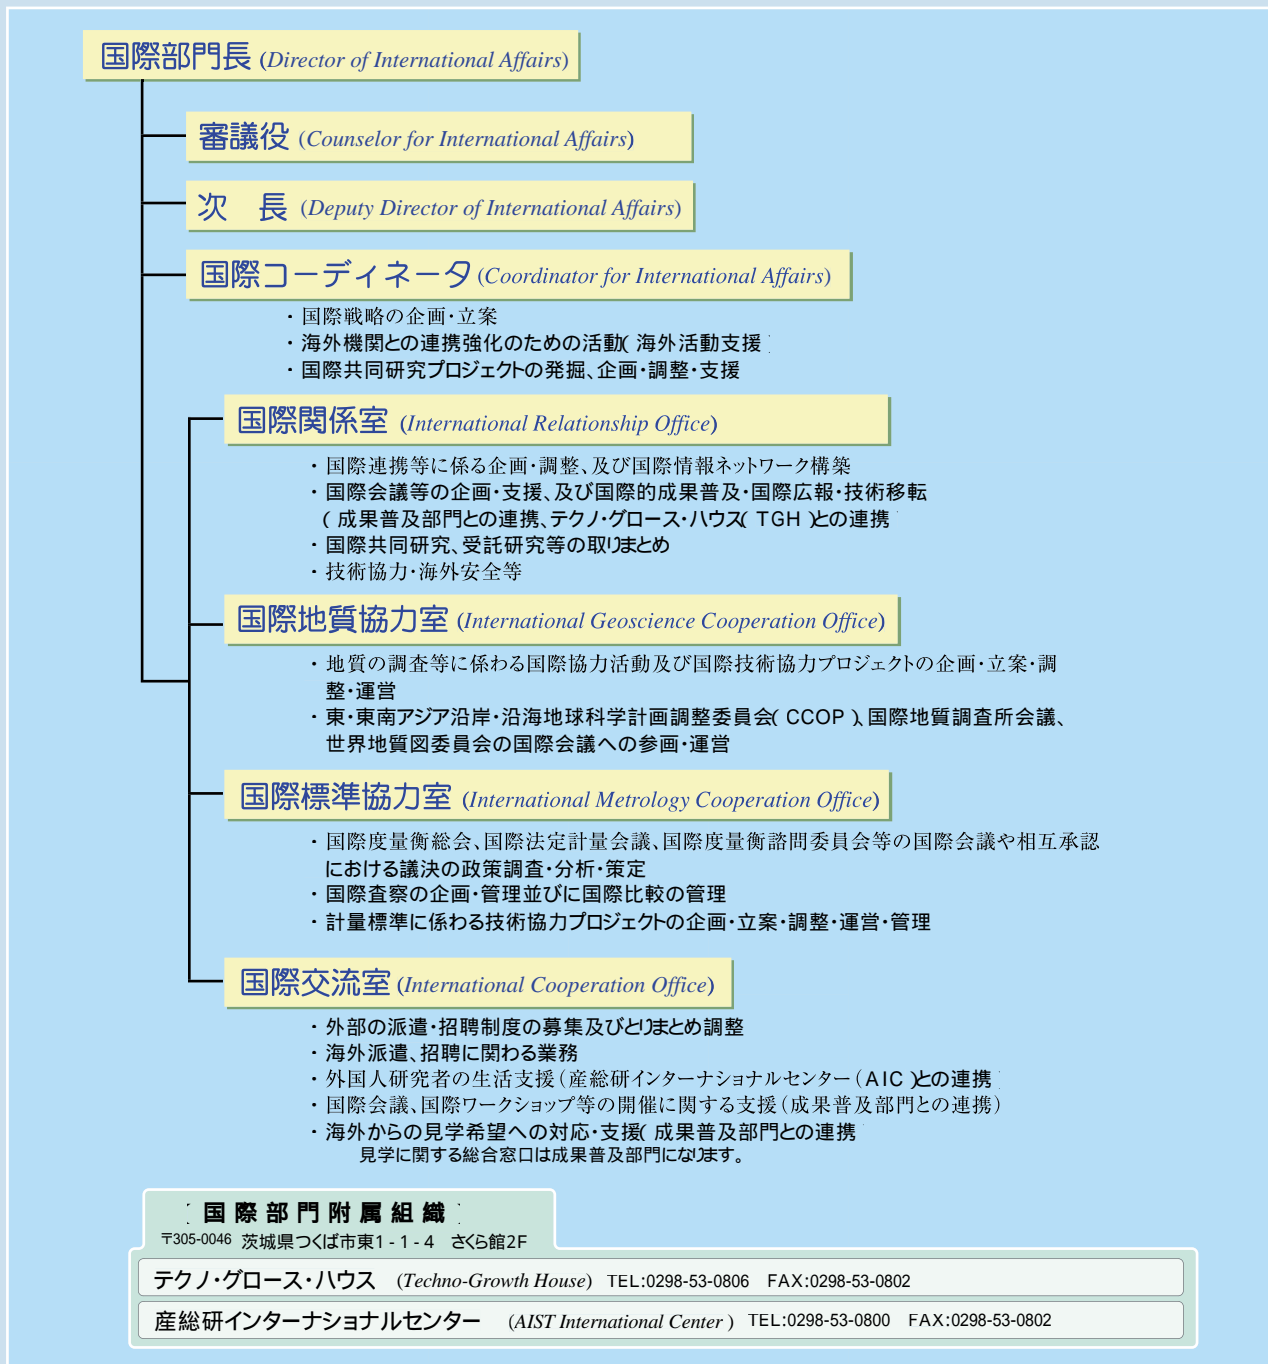 国際部門長 (Director of International Affairs)
審議役 (Counselor for International Affairs)
次　長 (Deputy Director of International Affairs)
国際コーディネータ (Coordinator for International Affairs)
・国際戦略の企画・立案
・海外機関との連携強化のための活動( 海外活動支援
・国際共同研究プロジェクトの発掘、企画・調整・支援
国際関係室 (International Relationship Office)
・国際連携等に係る企画・調整、及び国際情報ネットワーク構築
・国際会議等の企画・支援、及び国際的成果普及・国際広報・技術移転
( 成果普及部門との連携、テクノ・グロース・ハウス( TGH )との連携
・国際共同研究、受託研究等の取りまとめ
・技術協力・海外安全等
国際地質協力室 (International Geoscience Cooperation Office)
・地質の調査等に係わる国際協力活動及び国際技術協力プロジェクトの企画・立案・調
整・運営
・東・東南アジア沿岸・沿海地球科学計画調整委員会( CCOP )、国際地質調査所会議、
世界地質図委員会の国際会議への参画・運営
国際標準協力室 (International Metrology Cooperation Office)
・国際度量衡総会、国際法定計量会議、国際度量衡諮問委員会等の国際会議や相互承認
における議決の政策調査・分析・策定
・国際査察の企画・管理並びに国際比較の管理
・計量標準に係わる技術協力プロジェクトの企画・立案・調整・運営・管理
国際交流室 (International Cooperation Office)
・外部の派遣・招聘制度の募集及びとりまとめ調整
・海外派遣、招聘に関わる業務
・外国人研究者の生活支援（産総研インターナショナルセンター（AIC )との連携
・国際会議、国際ワークショップ等の開催に関する支援（成果普及部門との連携）
・海外からの見学希望への対応・支援( 成果普及部門との連携
見学に関する総合窓口は成果普及部門になります。
国際部門附属組織
〒305-0046 茨城県つくば市東1-1-4 さくら館2F
テクノ・グロース・ハウス (Techno-Growth House) TEL:0298-53-0806 FAX:0298-53-0802
産総研インターナショナルセンター (AIST International Center ) TEL:0298-53-0800 FAX:0298-53-0802